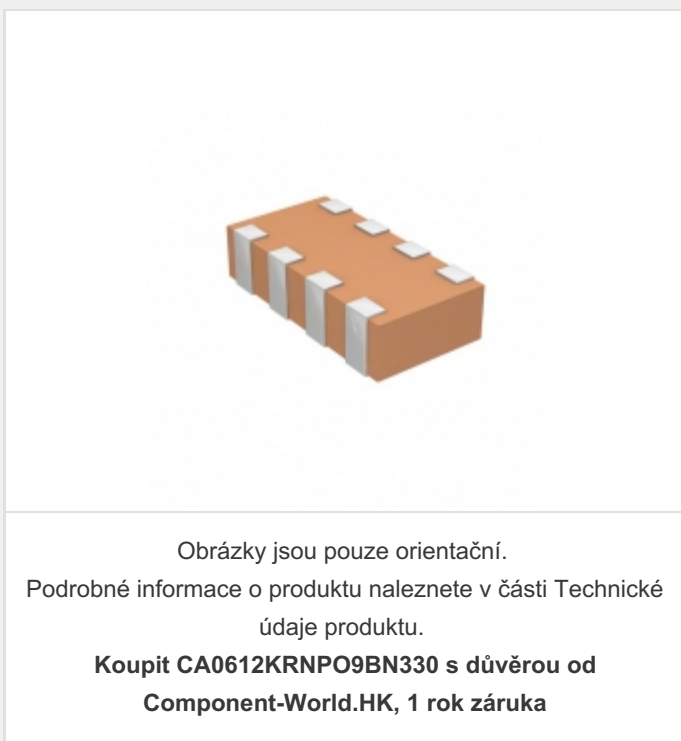 Obrázky jsou pouze orientační.
Podrobné informace o produktu naleznete v části Technické
údaje produktu.
Koupit CA0612KRNPO9BN330 s důvěrou od
Component-World.HK, 1 rok záruka